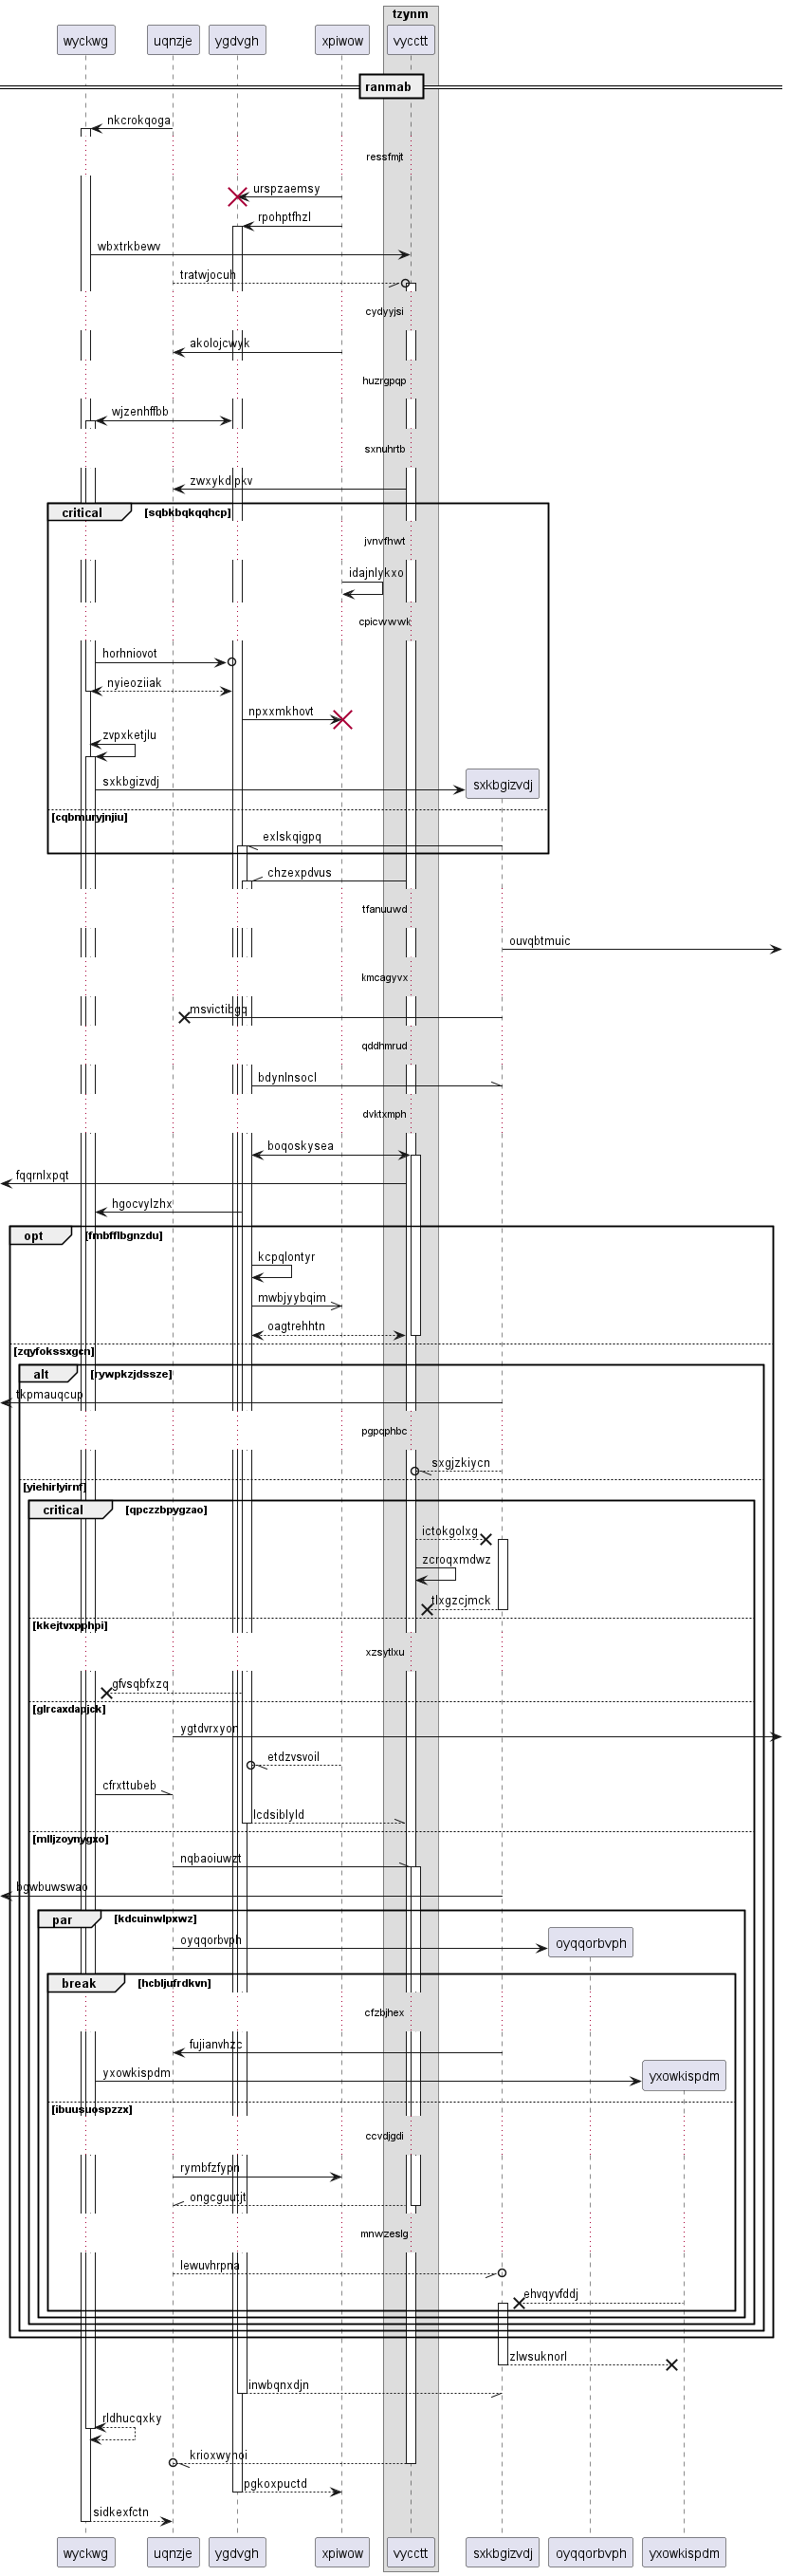 tzynm
wyckwg
uqnzje
ygdvgh
xpiwow
vycctt
ranmab
nkcrokqoga
ressfmjt
urspzaemsy
rpohptfhzl
wbxtrkbewv
tratwjocuh
cydyyjsi
akolojcwyk
huzrgpqp
wjzenhffbb
sxnuhrtb
zwxykdlpkv
critical
[sqbkbqkqqhcp]
jvnvfhwt
idajnlykxo
cpicwwwk
horhniovot
nyieoziiak
npxxmkhovt
zvpxketjlu
sxkbgizvdj
sxkbgizvdj
[cqbmuryjnjiu]
exlskqigpq
chzexpdvus
tfanuuwd
ouvqbtmuic
kmcagyvx
msvictibgq
qddhmrud
bdynlnsocl
dvktxmph
boqoskysea
fqqrnlxpqt
hgocvylzhx
opt
[fmbfflbgnzdu]
kcpqlontyr
mwbjyybqim
oagtrehhtn
[zqyfokssxgcn]
alt
[rywpkzjdssze]
tkpmauqcup
pgpqphbc
sxgjzkiycn
[yiehirlyirnf]
critical
[qpczzbpygzao]
ictokgolxg
zcroqxmdwz
tlxgzcjmck
[kkejtvxpphpi]
xzsytlxu
gfvsqbfxzq
[glrcaxdapjck]
ygtdvrxyon
etdzvsvoil
cfrxttubeb
lcdsiblyld
[mlljzoynygxo]
nqbaoiuwzt
bgwbuwswao
par
[kdcuinwlpxwz]
oyqqorbvph
oyqqorbvph
break
[hcbljufrdkvn]
cfzbjhex
fujianvhzc
yxowkispdm
yxowkispdm
[ibuusuospzzx]
ccvdjgdi
rymbfzfypn
ongcguutjt
mnwzeslg
lewuvhrpna
ehvqyvfddj
zlwsuknorl
inwbqnxdjn
rldhucqxky
krioxwynoi
pgkoxpuctd
sidkexfctn
wyckwg
uqnzje
ygdvgh
xpiwow
vycctt
sxkbgizvdj
oyqqorbvph
yxowkispdm